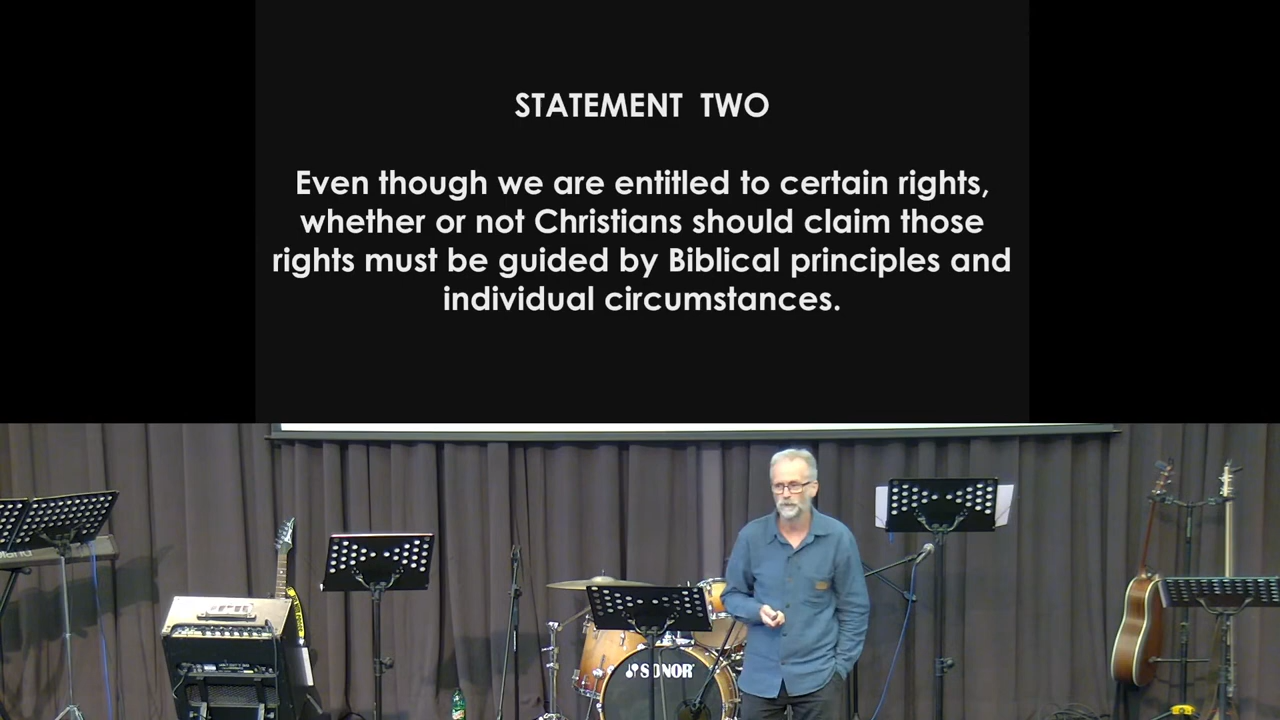 STATEMENT TWO
Even though we are entitled to certain rights,
whether or not Christians should claim those
rights must be guided by Biblical principles and
individual circumstances.
SONOR